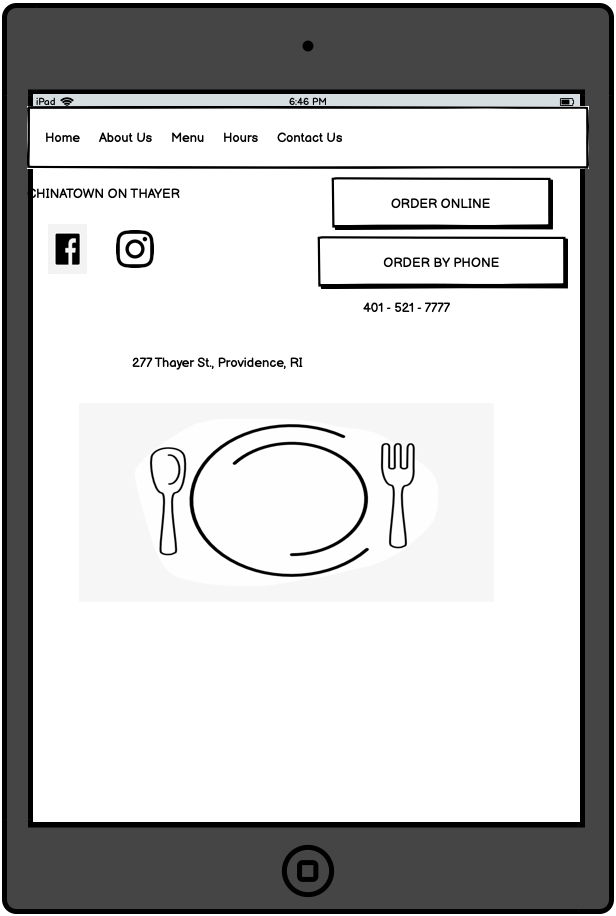 iPad 6:46 PM
Home About Us Menu Hours Contact Us
CHINATOWN ON THAYER
ORDER ONLINE
ORDER BY PHONE
401 - 521 - 7777
277 Thayer St., Providence, RI